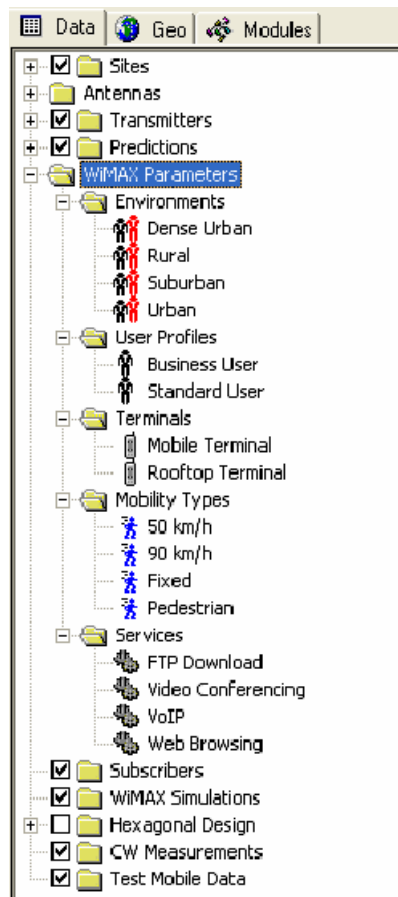 Data Geo Modules
Sites
Antennas
Transmitters
Predictions
WiMAX Parameters
Environments
Dense Urban
Rural
Suburban
Urban
User Profiles
Business User
Standard User
Terminals
Mobile Terminal
Rooftop Terminal
Mobility Types
50 km/h
90 km/h
Fixed
Pedestrian
Services
FTP Download
Video Conferencing
VoIP
Web Browsing
Subscribers
WiMAX Simulations
Hexagonal Design
CW Measurements
Test Mobile Data